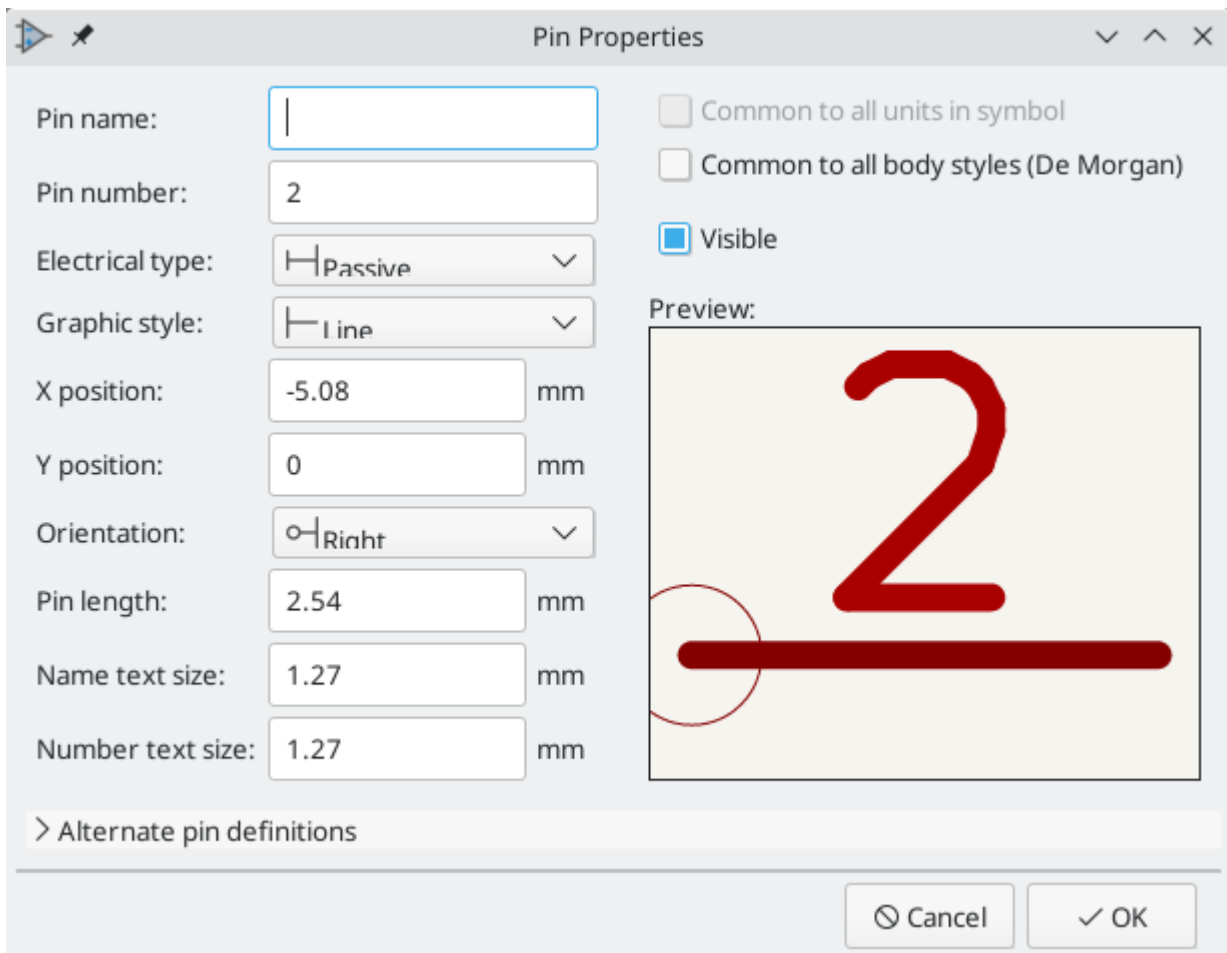 Pin Properties
Pin name:
Pin number: 2
Electrical type: Passive
Graphic style: Line
X position: -5.08 mm
Y position: 0 mm
Orientation: Right
Pin length: 2.54 mm
Name text size: 1.27 mm
Number text size: 1.27 mm
Common to all units in symbol
Common to all body styles (De Morgan)
Visible
Preview:
2
Alternate pin definitions
Cancel
OK